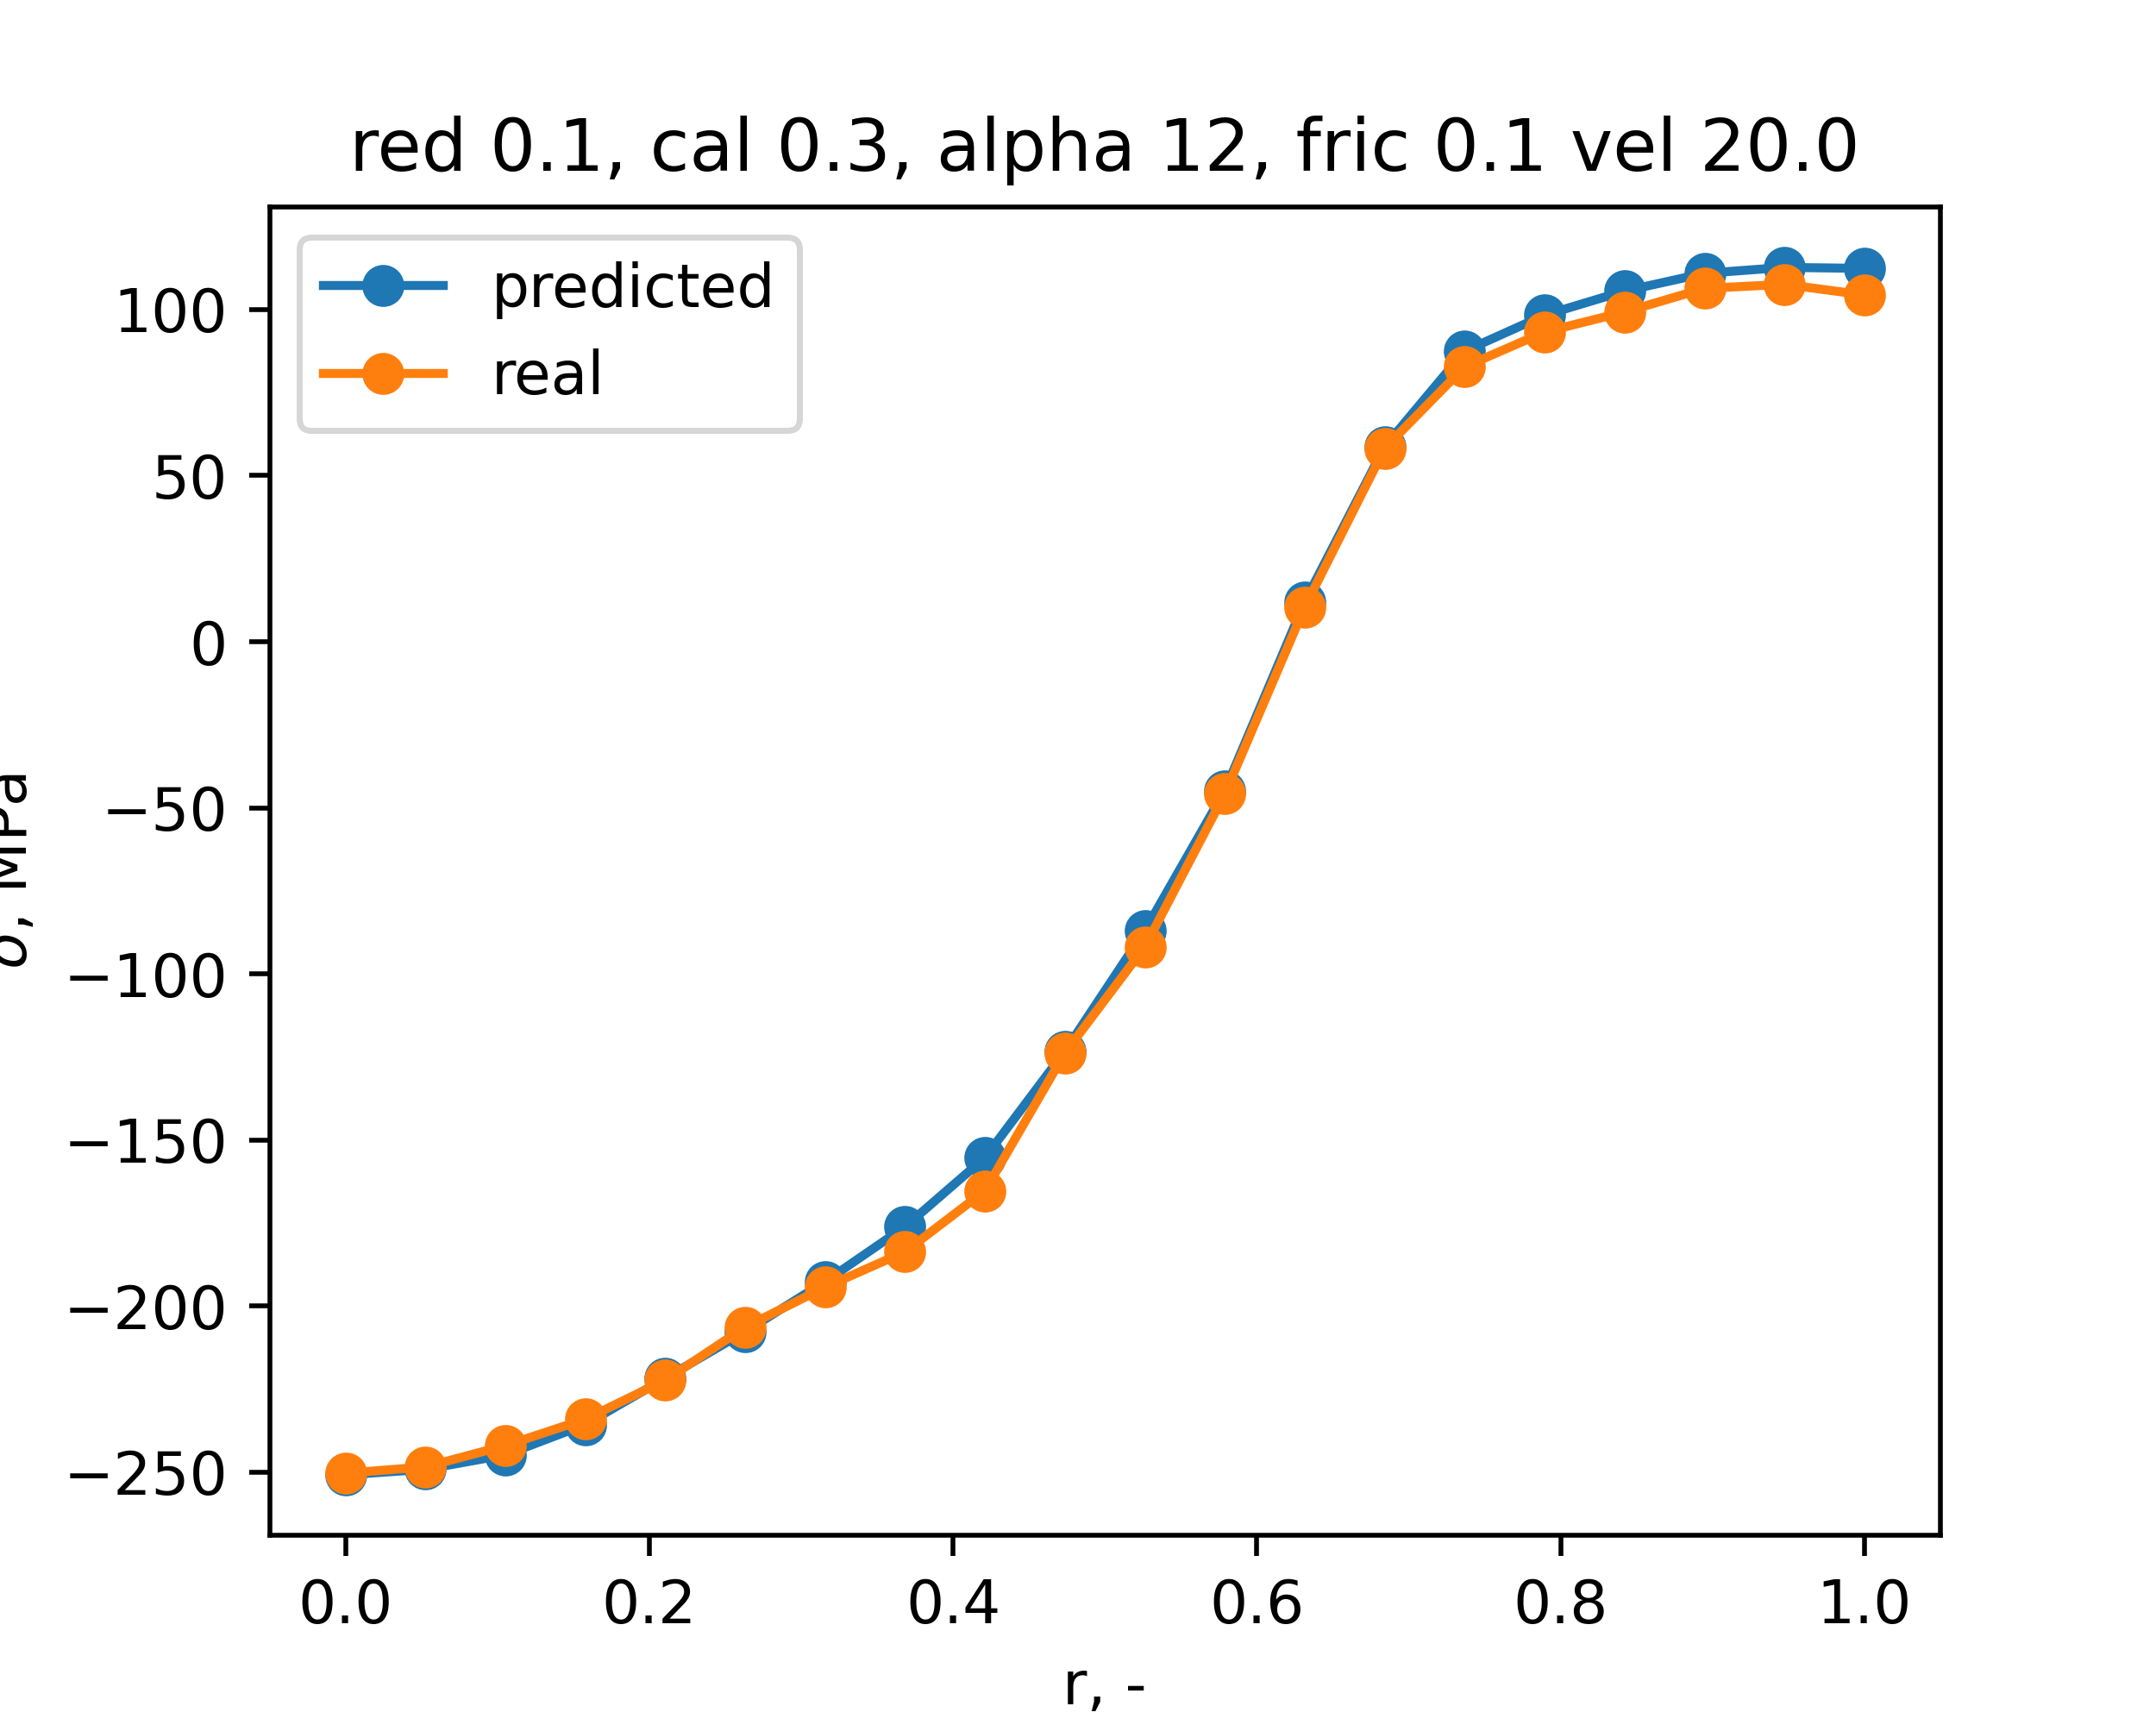 red 0.1, cal 0.3, alpha 12, fric 0.1 vel 20.0
predicted
real
100
50
0
−50
−100
−150
−200
−250
, MPa
0.0 0.2 0.4 0.6 0.8 1.0
r, -